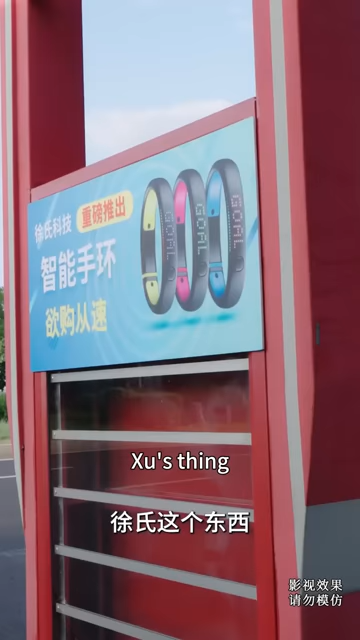 徐氏科技
重磅推出
智能手环
欲购从速
GOAL
GOAL
GOAL
Xu's thing
徐氏这个东西
影视效果
请勿模仿